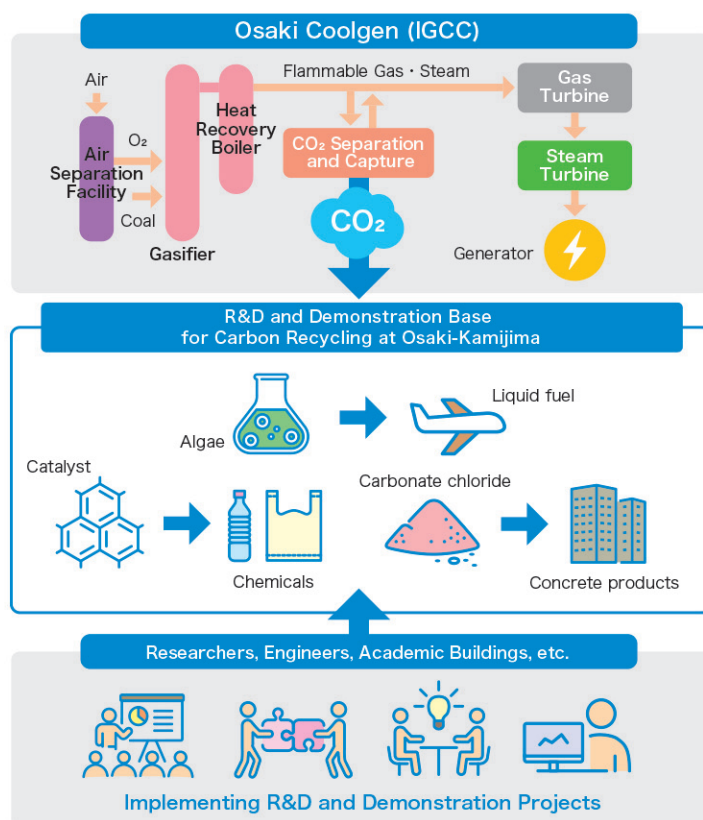 Osaki Coolgen (IGCC)
Air
Flammable Gas・Steam
Gas
Turbine
Heat
Recovery
Boiler
O₂
Air
Separation
Facility
CO₂ Separation
and Capture
Steam
Turbine
Coal
CO₂
Gasifier
Generator
R&D and Demonstration Base
for Carbon Recycling at Osaki-Kamijima
Liquid fuel
Algae
Catalyst
Carbonate chloride
Chemicals
Concrete products
Researchers, Engineers, Academic Buildings, etc.
Implementing R&D and Demonstration Projects